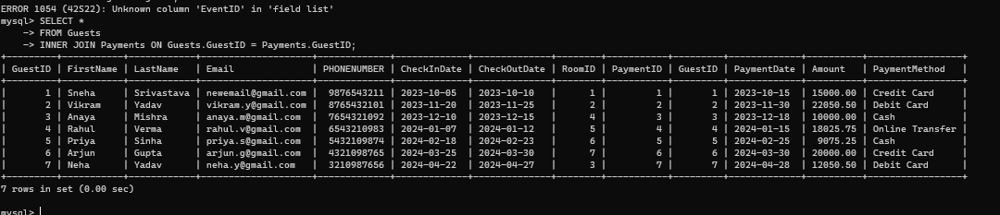 ERROR 1054 (42S22): Unknown column 'EventID' in 'field list'
mysql> SELECT *
    -> FROM Guests
    -> INNER JOIN Payments ON Guests.GuestID = Payments.GuestID;
| GuestID | FirstName | LastName | Email | PHONENUMBER | CheckInDate | CheckOutDate | RoomID | PaymentID | GuestID | PaymentDate | Amount | PaymentMethod |
| 1 | Sneha | Srivastava | newemail@gmail.com | 9876543211 | 2023-10-05 | 2023-10-10 | 1 | 1 | 1 | 2023-10-15 | 15000.00 | Credit Card |
| 2 | Vikram | Yadav | vikram.y@gmail.com | 8765432101 | 2023-11-20 | 2023-11-25 | 2 | 2 | 2 | 2023-11-30 | 22050.50 | Debit Card |
| 3 | Anaya | Mishra | anaya.m@gmail.com | 7654321092 | 2023-12-10 | 2023-12-15 | 4 | 3 | 3 | 2023-12-18 | 10000.00 | Cash |
| 4 | Rahul | Verma | rahul.v@gmail.com | 6543210983 | 2024-01-07 | 2024-01-12 | 5 | 4 | 4 | 2024-01-15 | 18025.75 | Online Transfer |
| 5 | Priya | Sinha | priya.s@gmail.com | 5432109874 | 2024-02-18 | 2024-02-23 | 6 | 5 | 5 | 2024-02-25 | 9075.25 | Cash |
| 6 | Arjun | Gupta | arjun.g@gmail.com | 4321098765 | 2024-03-25 | 2024-03-30 | 7 | 6 | 6 | 2024-03-30 | 20000.00 | Credit Card |
| 7 | Neha | Yadav | neha.y@gmail.com | 3210987656 | 2024-04-22 | 2024-04-27 | 3 | 7 | 7 | 2024-04-28 | 12050.50 | Debit Card |
7 rows in set (0.00 sec)
mysql>